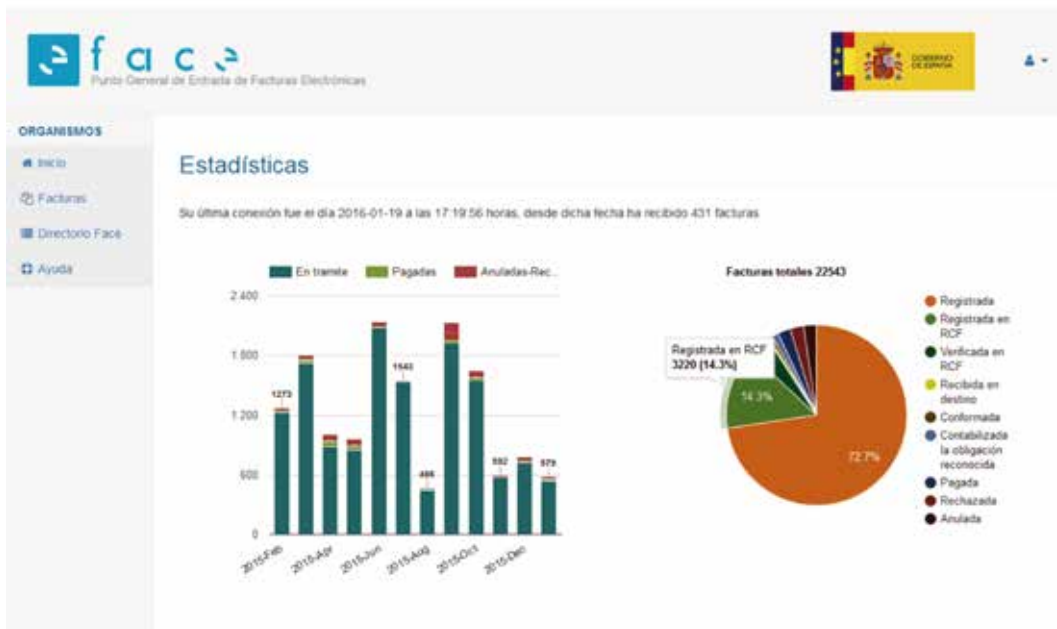 face
Punto General de Entrada de Facturas Electrónicas
GOBIERNO
DE ESPAÑA
ORGANISMOS
Inicio
Facturas
Directorio Face
Ayuda
Estadísticas
Su última conexión fue el día 2016-01-19 a las 17:19:56 horas, desde dicha fecha ha recibido 431 facturas
En tramite
Pagadas
Anuladas-Rec...
2.400
1.800
1.200
600
0
1273
1543
592
579
2015-Feb
2015-Apr
2015-Jun
2015-Aug
2015-Oct
2015-Dec
Facturas totales 22543
Registrada en RCF
3220 (14.3%)
14.3%
72.7%
Registrada
Registrada en
RCF
Verificada en
RCF
Recibida en
destino
Conformada
Contabilizada
la obligación
reconocida
Pagada
Rechazada
Anulada